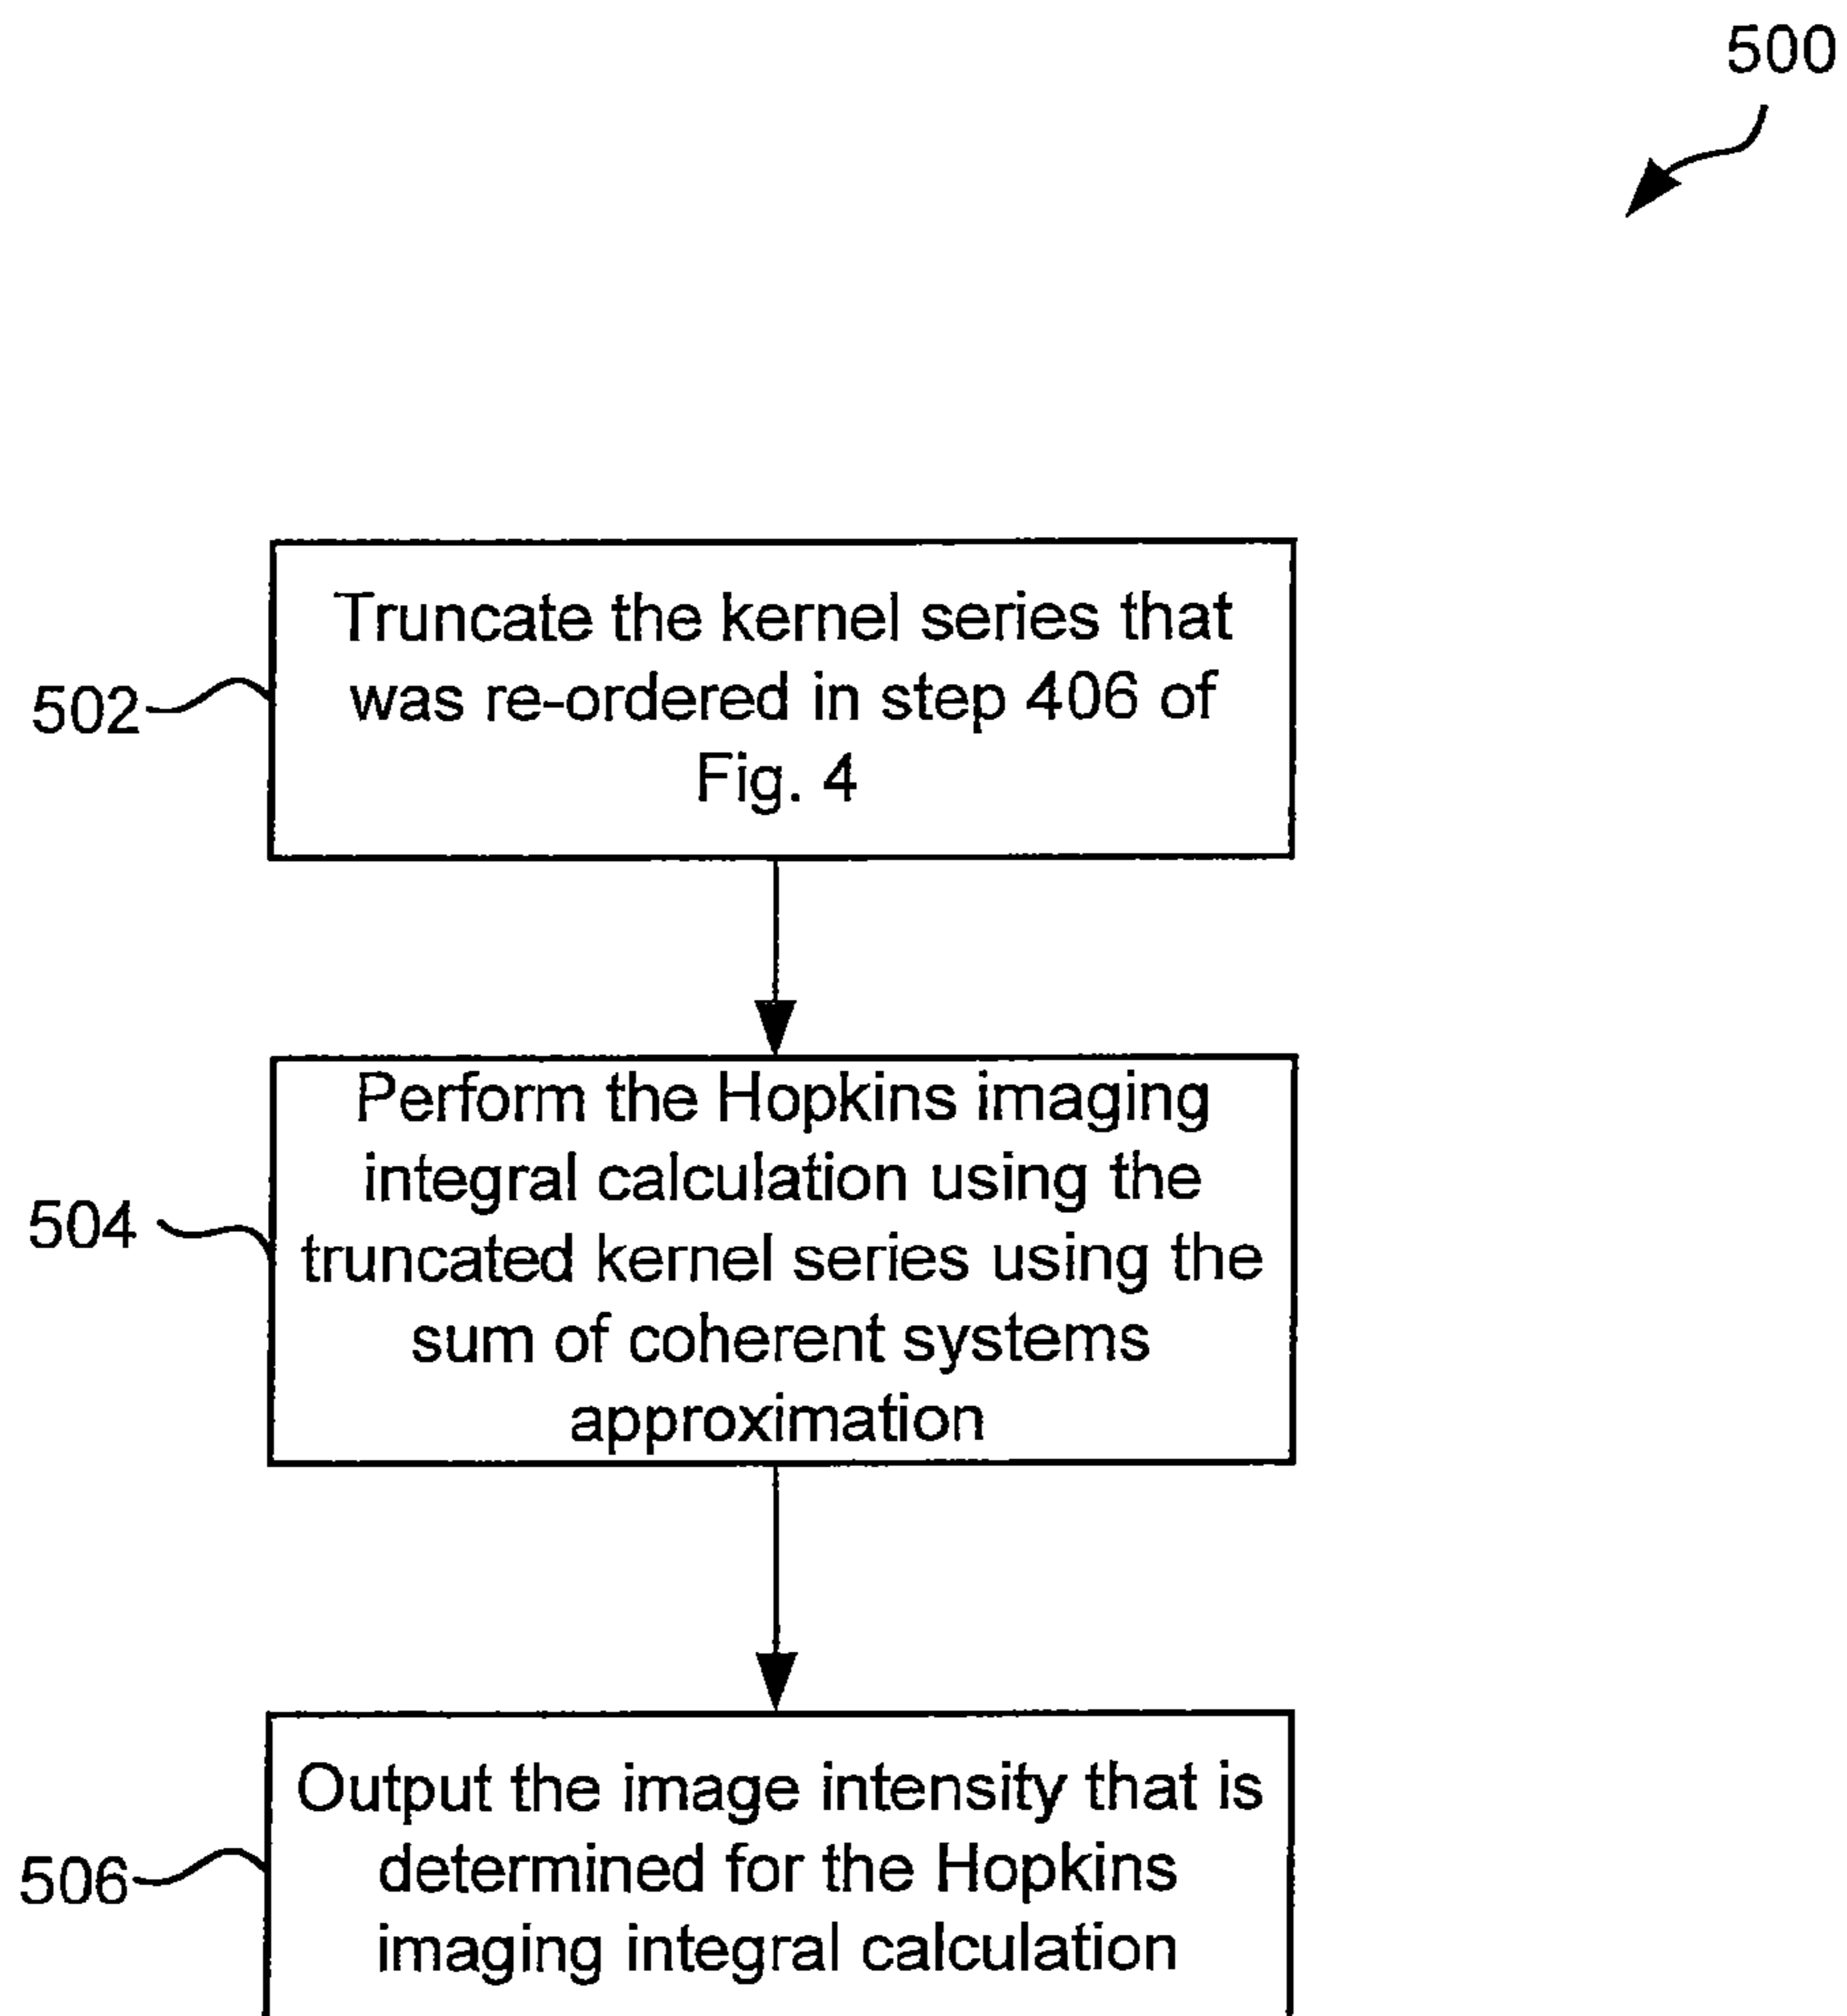 500
502
Truncate the kernel series that
was re-ordered in step 406 of
Fig. 4
504
Perform the Hopkins imaging
integral calculation using the
truncated kernel series using the
sum of coherent systems
approximation
506
Output the image intensity that is
determined for the Hopkins
imaging integral calculation